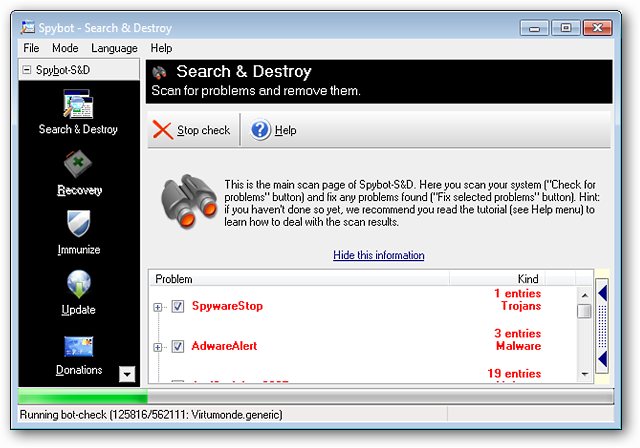 Spybot - Search & Destroy
File Mode Language Help
Spybot-S&D
Search & Destroy
Recovery
Immunize
Update
Donations
Search & Destroy
Scan for problems and remove them.
Stop check
Help
This is the main scan page of Spybot-S&D. Here you scan your system ("Check for
problems" button) and fix any problems found ("Fix selected problems" button). Hint:
if you haven't done so yet, we recommend you read the tutorial (see Help menu) to
learn how to deal with the scan results.
Hide this information
Problem Kind
1 entries
SpywareStop Trojans
3 entries
AdwareAlert Malware
19 entries
Running bot-check (125816/562111: Virtumonde.generic)